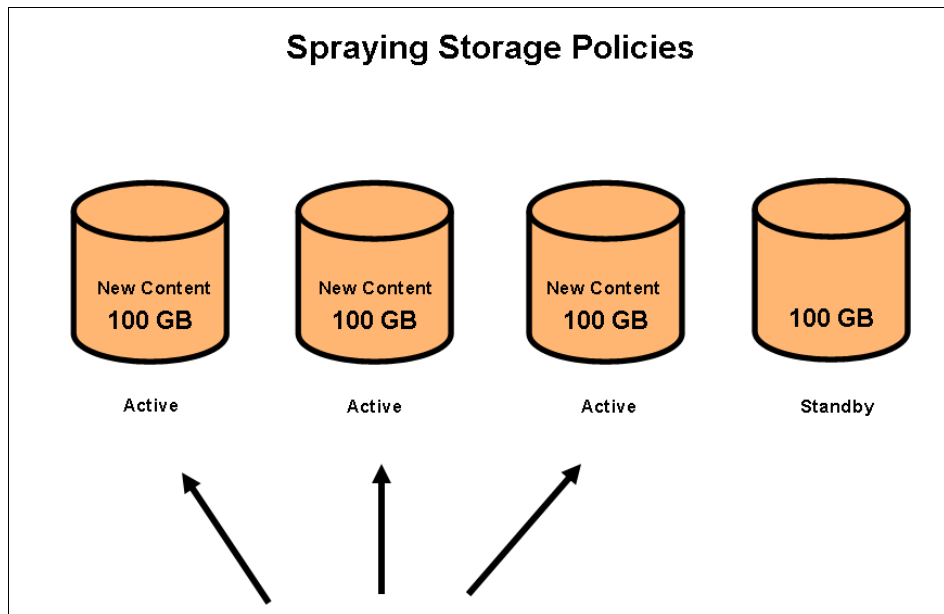 Spraying Storage Policies
New Content New Content New Content
100 GB 100 GB 100 GB 100 GB
Active Active Active Standby